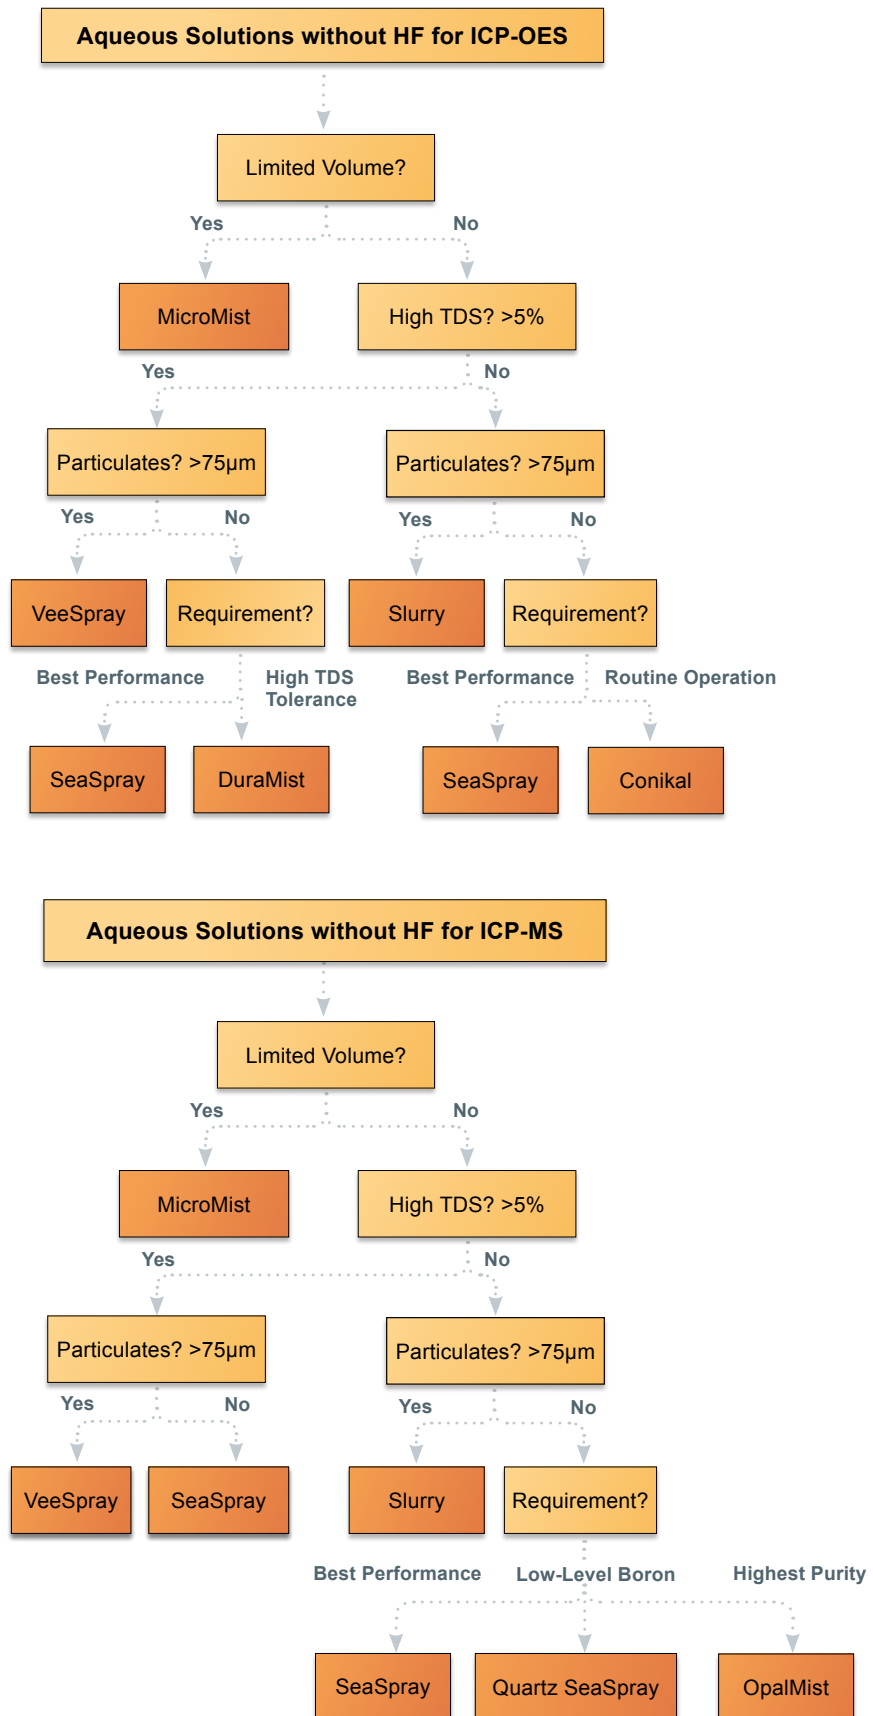 Aqueous Solutions without HF for ICP-OES
Limited Volume?
Yes
No
MicroMist
High TDS? >5%
Yes
No
Particulates? >75µm
Particulates? >75µm
Yes
No
Yes
No
VeeSpray
Requirement?
Slurry
Requirement?
Best Performance
High TDS
Tolerance
Best Performance
Routine Operation
SeaSpray
DuraMist
SeaSpray
Conikal
Aqueous Solutions without HF for ICP-MS
Limited Volume?
Yes
No
MicroMist
High TDS? >5%
Yes
No
Particulates? >75µm
Particulates? >75µm
Yes
No
Yes
No
VeeSpray
SeaSpray
Slurry
Requirement?
Best Performance
Low-Level Boron
Highest Purity
SeaSpray
Quartz SeaSpray
OpalMist